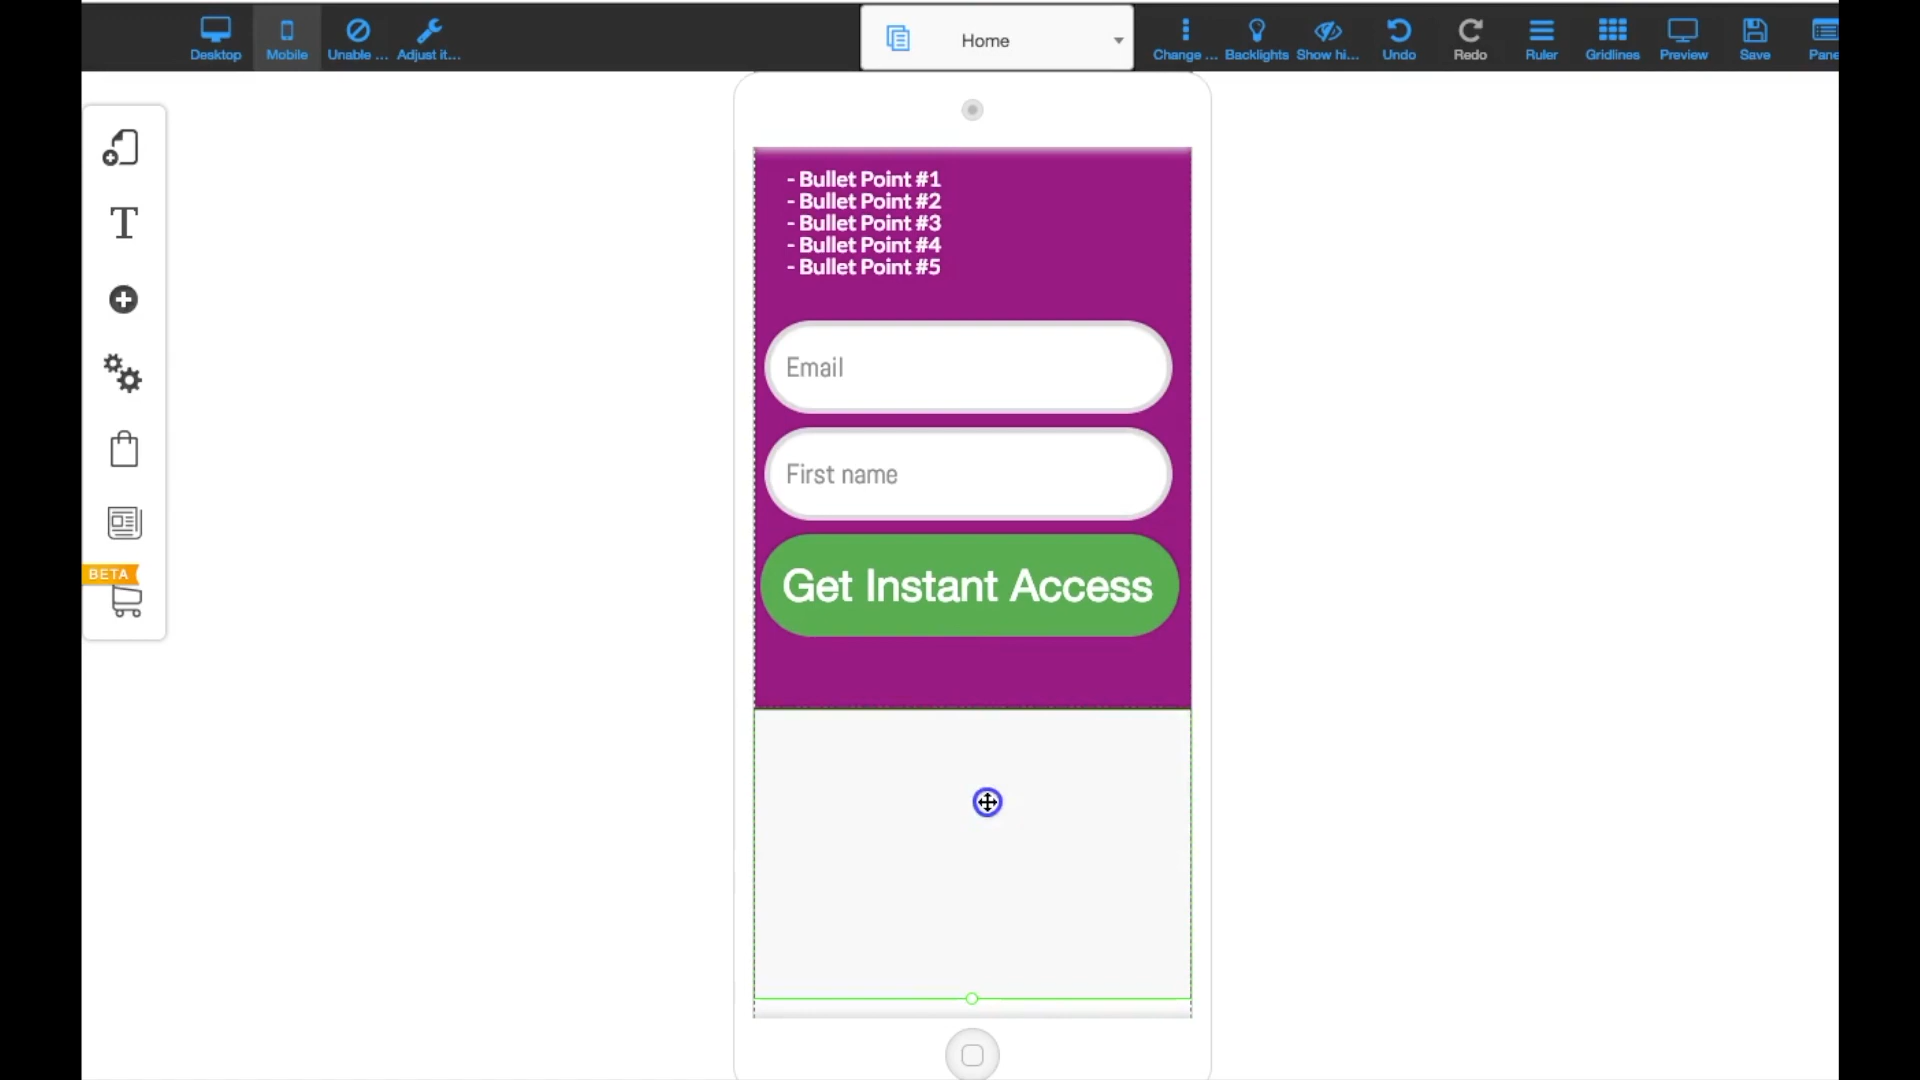 Desktop
Mobile
Unable ...
Adjust it...
Home
Change ...
Backlights
Show hi...
Undo
Redo
Ruler
Gridlines
Preview
Save
Pane
T
BETA
- Bullet Point #1
- Bullet Point #2
- Bullet Point #3
- Bullet Point #4
- Bullet Point #5
Email
First name
Get Instant Access